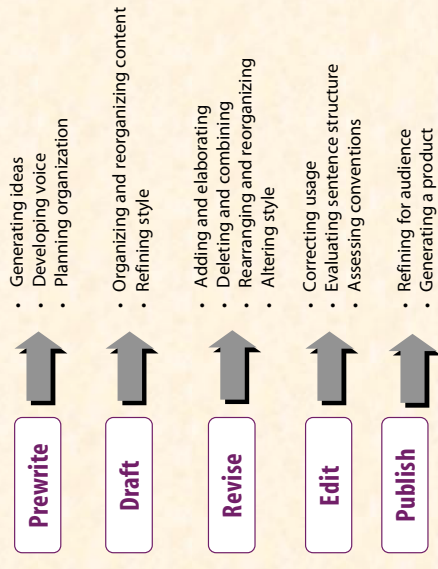 Prewrite
• Generating ideas
• Developing voice
• Planning organization
Draft
• Organizing and reorganizing content
• Refining style
Revise
• Adding and elaborating
• Deleting and combining
• Rearranging and reorganizing
• Altering style
Edit
• Correcting usage
• Evaluating sentence structure
• Assessing conventions
Publish
• Refining for audience
• Generating a product